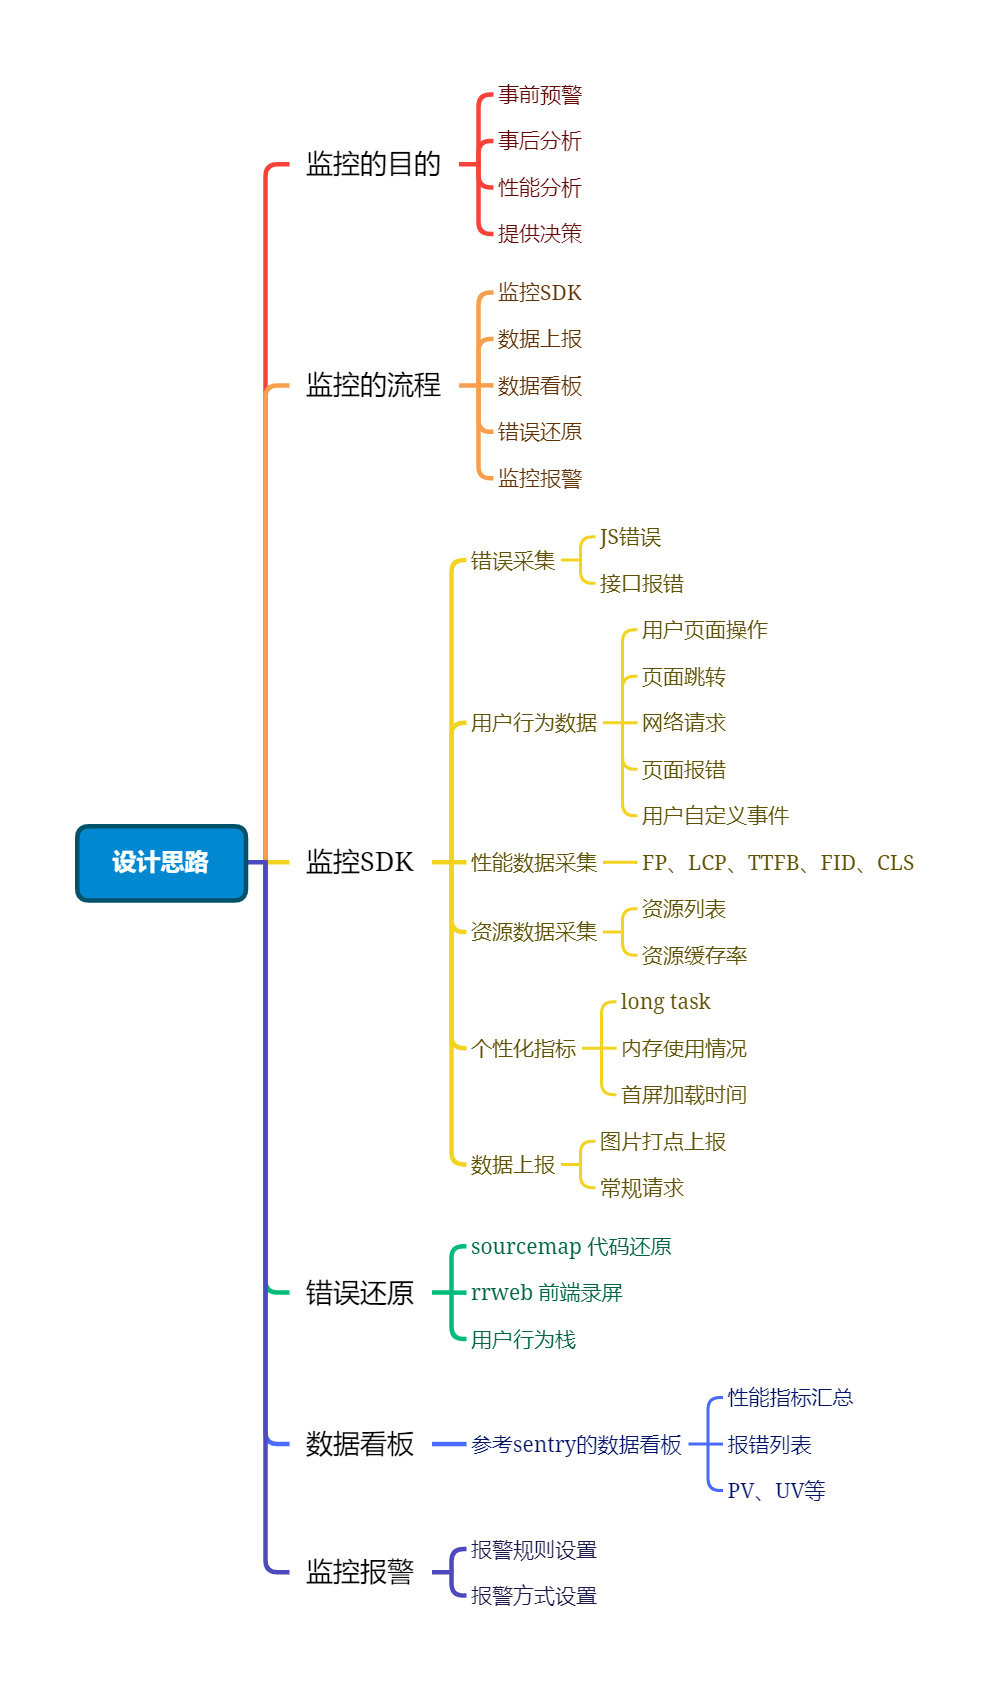 设计思路
监控的目的
事前预警
事后分析
性能分析
提供决策
监控的流程
监控SDK
数据上报
数据看板
错误还原
监控报警
监控SDK
错误采集
JS错误
接口报错
用户行为数据
用户页面操作
页面跳转
网络请求
页面报错
用户自定义事件
性能数据采集
FP、LCP、TTFB、FID、CLS
资源数据采集
资源列表
资源缓存率
个性化指标
long task
内存使用情况
首屏加载时间
数据上报
图片打点上报
常规请求
错误还原
sourcemap 代码还原
rrweb 前端录屏
用户行为栈
数据看板
参考sentry的数据看板
性能指标汇总
报错列表
PV、UV等
监控报警
报警规则设置
报警方式设置